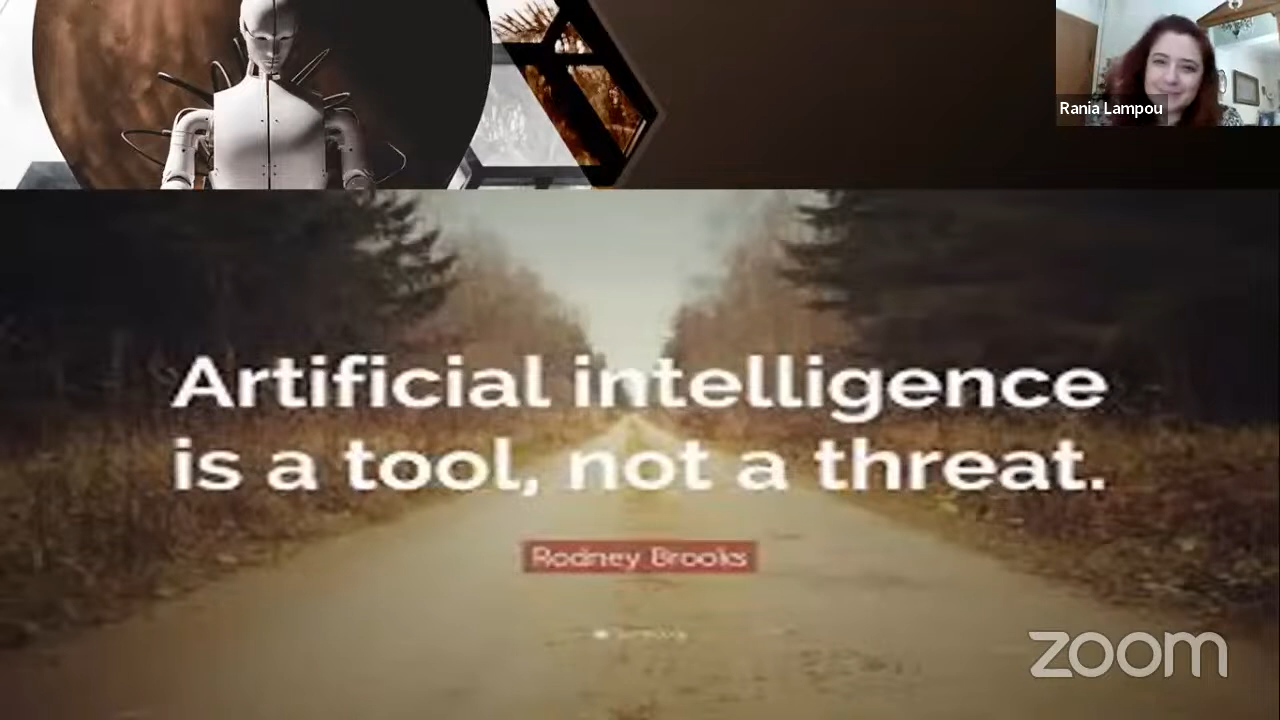 Rania Lampou
Artificial intelligence
is a tool, not a threat.
Rodney Brooks
zoom